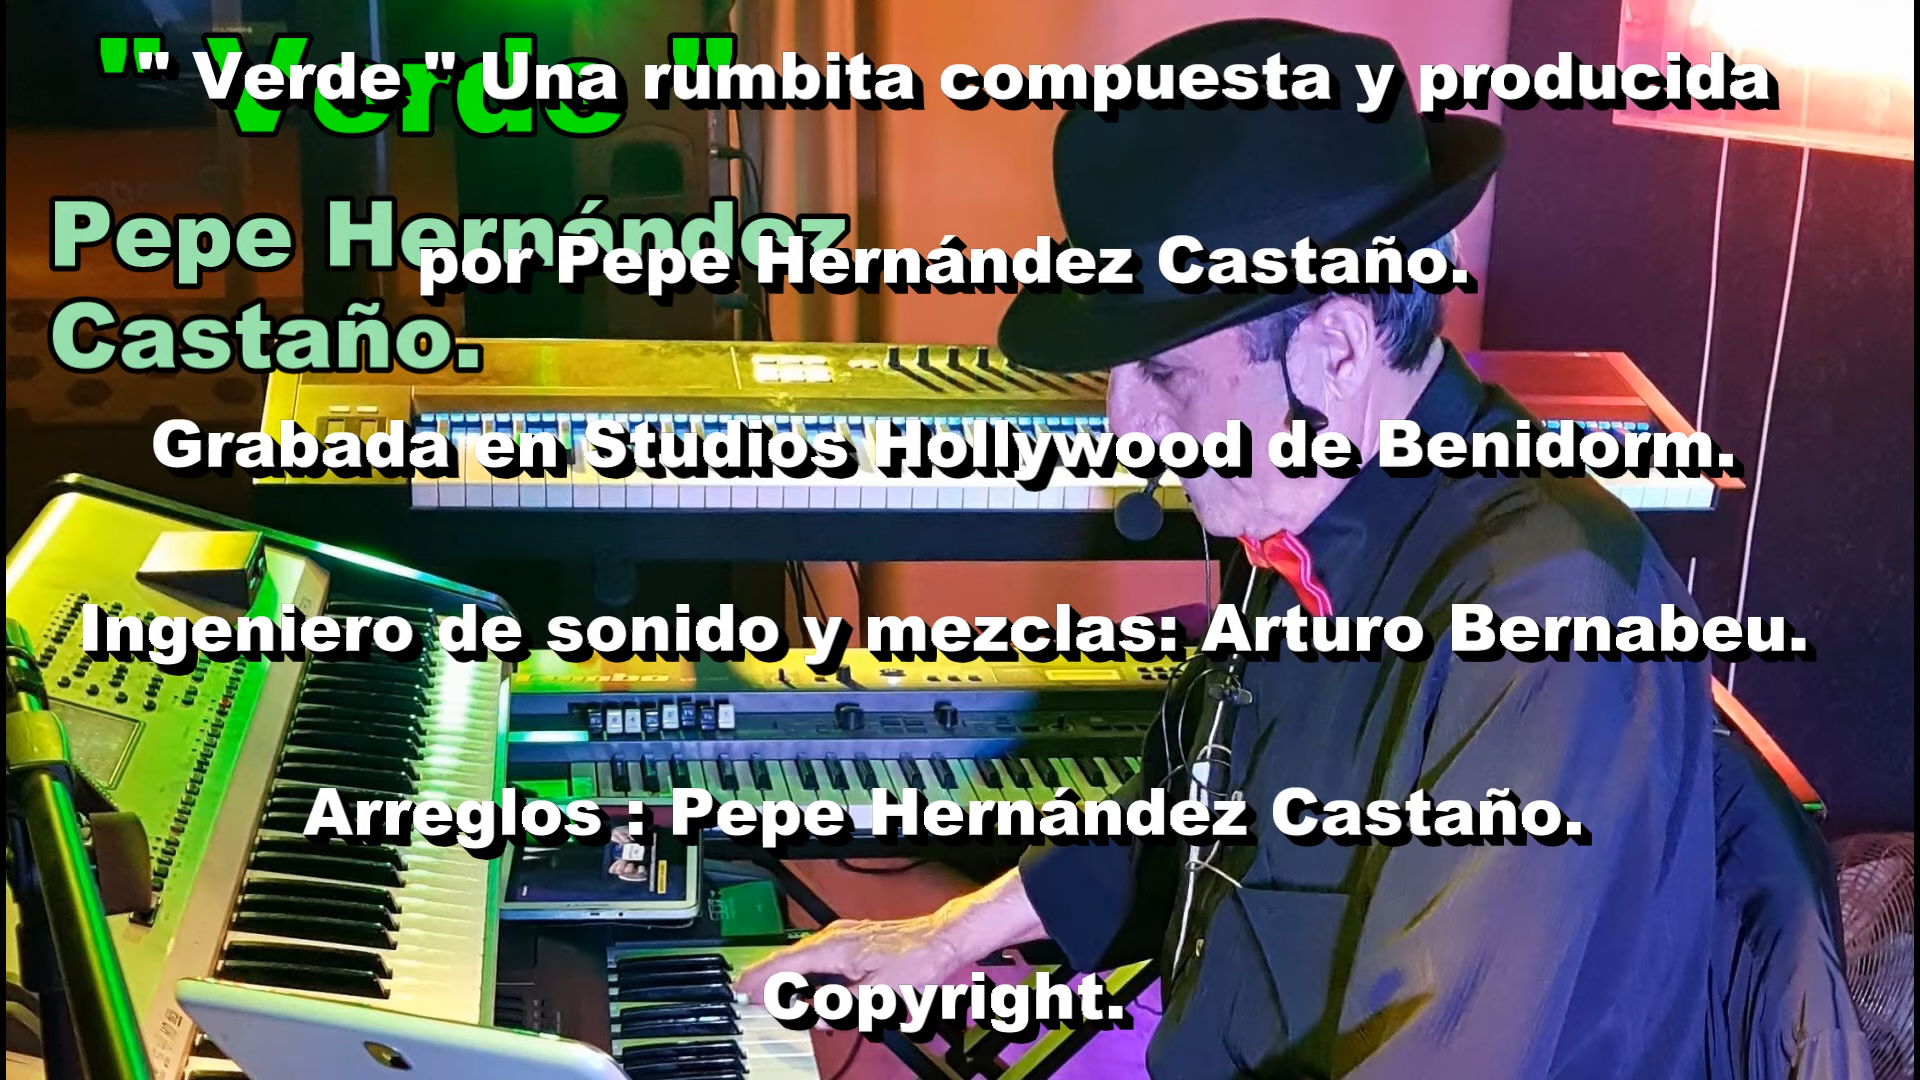 " Verde "
" Verde " Una rumbita compuesta y producida
Pepe Hernández
Castaño.
por Pepe Hernández Castaño.
Grabada en Studios Hollywood de Benidorm.
Ingeniero de sonido y mezclas: Arturo Bernabeu.
Arreglos : Pepe Hernández Castaño.
Copyright.